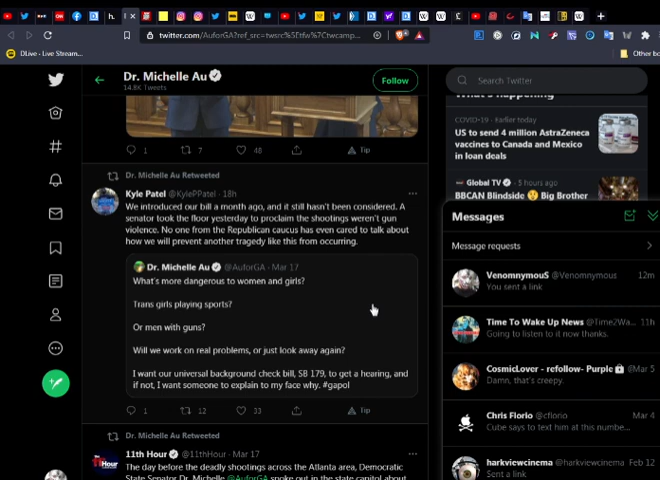 twitter.com/AuforGA?ref_src=twsrc%5Etfw%7Ctwcamp...
DLive - Live Stream...
Other bo
Dr. Michelle Au
14.8K Tweets
Follow
Search Twitter
What's happening
1
7
48
Tip
Dr. Michelle Au Retweeted
Kyle Patel @KylePPatel · 18h
We introduced our bill a month ago, and it still hasn't been considered. A
senator took the floor yesterday to proclaim the shootings weren't gun
violence. No one from the Republican caucus has even cared to talk about
how we will prevent another tragedy like this from occurring.
Dr. Michelle Au @AuforGA · Mar 17
What's more dangerous to women and girls?
Trans girls playing sports?
Or men with guns?
Will we work on real problems, or just look away again?
I want our universal background check bill, SB 179, to get a hearing, and
if not, I want someone to explain to my face why. #gapol
1
12
33
Tip
Dr. Michelle Au Retweeted
11th Hour @11thHour · Mar 17
The day before the deadly shootings across the Atlanta area, Democratic
State Senator Dr. Michelle @AuforGA spoke out in the state capitol about
COVID-19 · Earlier today
US to send 4 million AstraZeneca
vaccines to Canada and Mexico
in loan deals
Global TV · 5 hours ago
BBCAN Blindside Big Brother
Messages
Message requests
VenomnymouS @Venomnymous 12m
You sent a link
Time To Wake Up News @Time2Wa... 11h
Going to listen to it now thanks.
CosmicLover - refollow- Purple @ Mar 5
Damn, that's creepy.
Chris Florio @cflorio Mar 4
Cube says to text him at this numbe...
harkviewcinema @harkviewcinema Feb 12
Sent a link